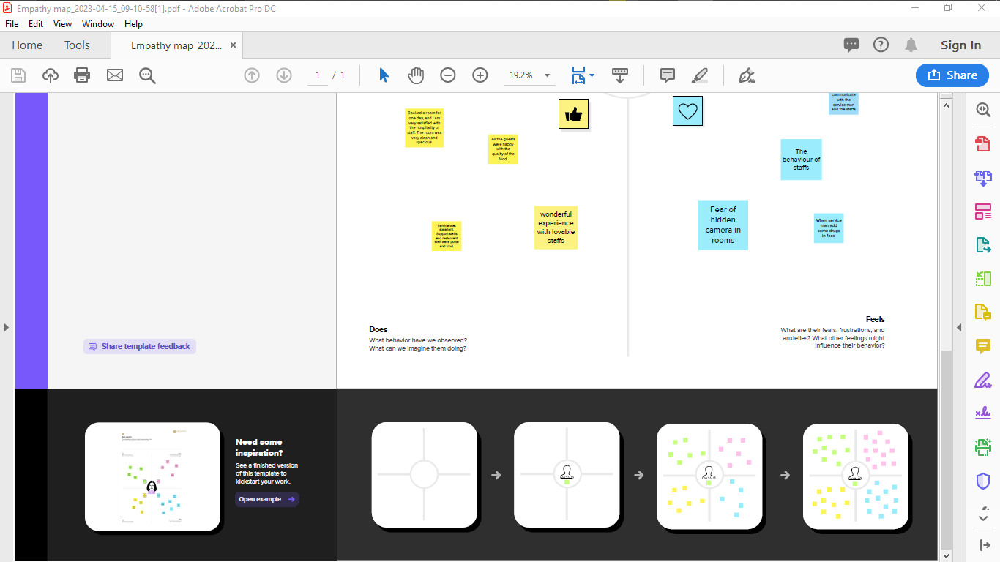 Empathy map_2023-04-15_09-10-58[1].pdf - Adobe Acrobat Pro DC
File Edit View Window Help
Home Tools Empathy map_202... × Sign In
1 / 1 19.2% Share
communicate
with the
service man
and the staffs
Booked a room for
one day, and I am
very satisfied with
the hospitality of
staff. The room was
very clean and
spacious.
All the guests
were happy
with the
quality of the
food.
The
behaviour of
staffs
Service was
excellent.
Support staffs
and restaurant
staff were polite
and kind.
wonderful
experience
with lovable
staffs
Fear of
hidden
camera in
rooms
When service
men add
some drugs
in food
Does
What behavior have we observed?
What can we imagine them doing?
Feels
What are their fears, frustrations, and
anxieties? What other feelings might
influence their behavior?
Share template feedback
Need some
inspiration?
See a finished version
of this template to
kickstart your work.
Open example